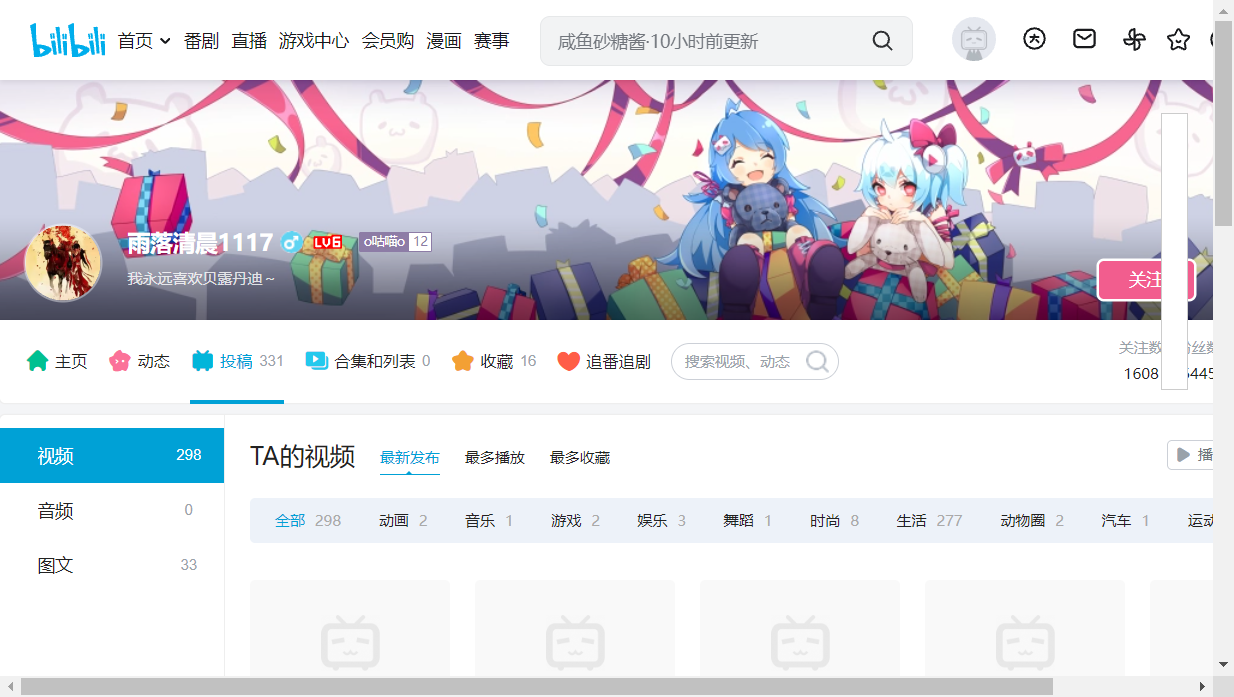 bilibili 首页 番剧 直播 游戏中心 会员购 漫画 赛事 咸鱼砂糖酱·10小时前更新
雨落清晨1117 LV6 o咕喵o 12
我永远喜欢贝露丹迪～
关注
主页 动态 投稿 331 合集和列表 0 收藏 16 追番追剧 搜索视频、动态 关注数
1608
视频 298
音频 0
图文 33
TA的视频 最新发布 最多播放 最多收藏 播
全部 298 动画 2 音乐 1 游戏 2 娱乐 3 舞蹈 1 时尚 8 生活 277 动物圈 2 汽车 1 运动